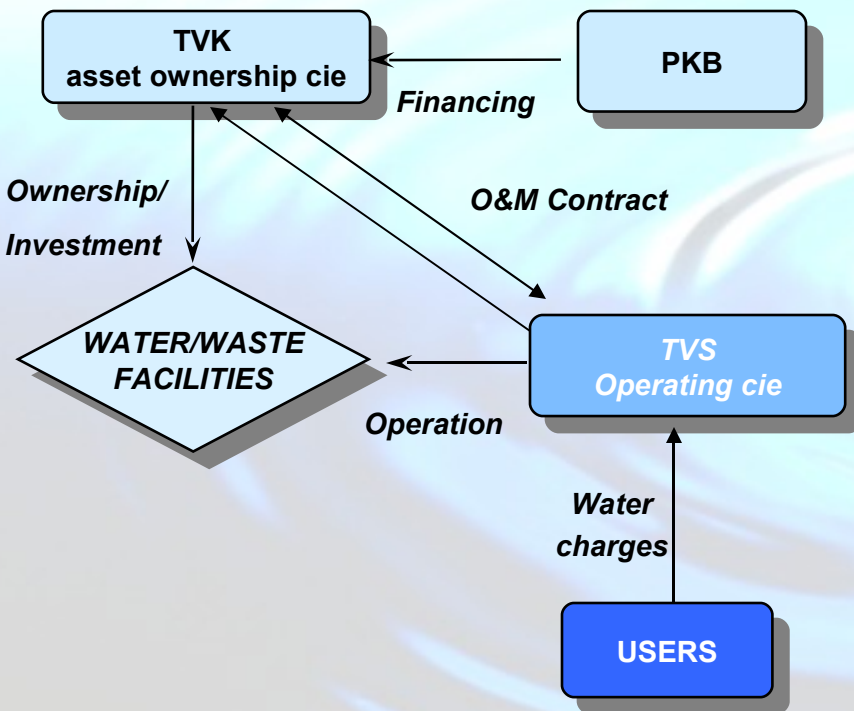 TVK
asset ownership cie
PKB
Financing
Ownership/
Investment
O&M Contract
WATER/WASTE
FACILITIES
TVS
Operating cie
Operation
Water
charges
USERS